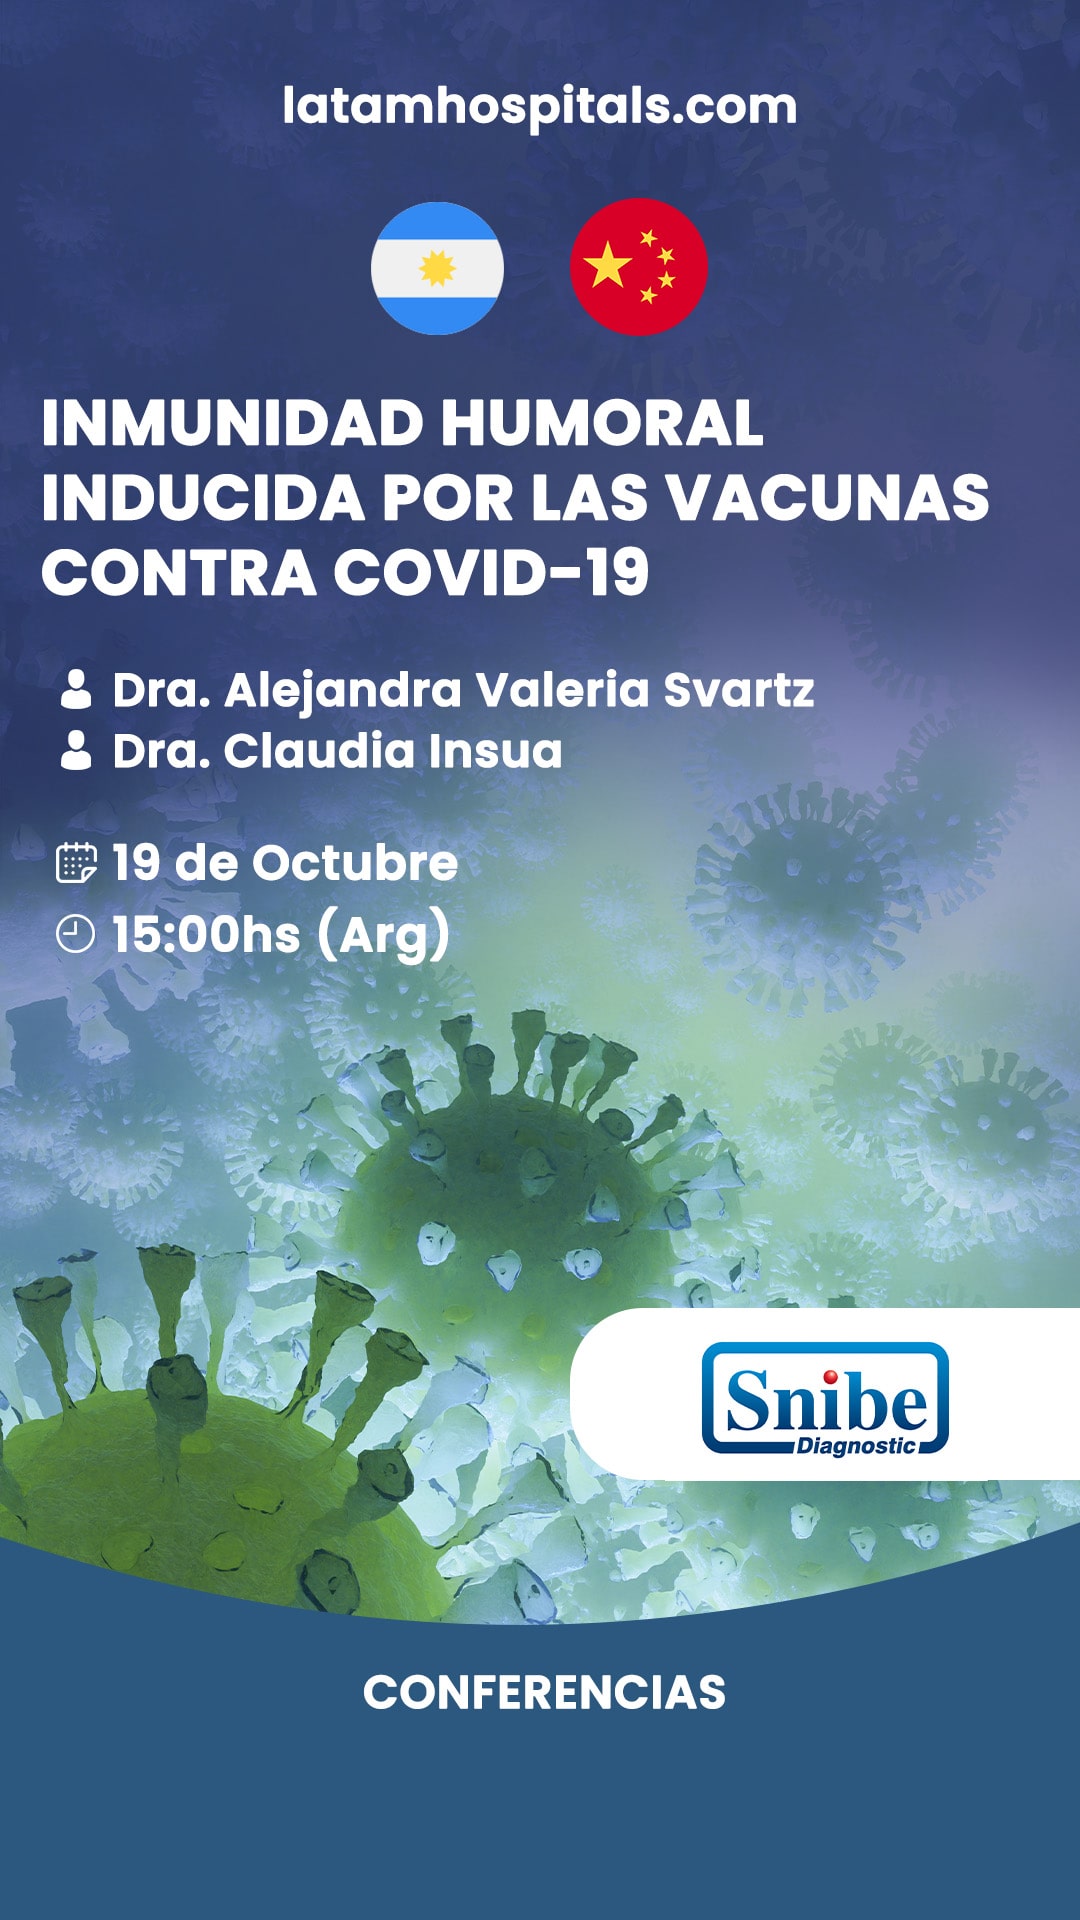 latamhospitals.com
INMUNIDAD HUMORAL
INDUCIDA POR LAS VACUNAS
CONTRA COVID-19
Dra. Alejandra Valeria Svartz
Dra. Claudia Insua
19 de Octubre
15:00hs (Arg)
Snibe
Diagnostic
CONFERENCIAS